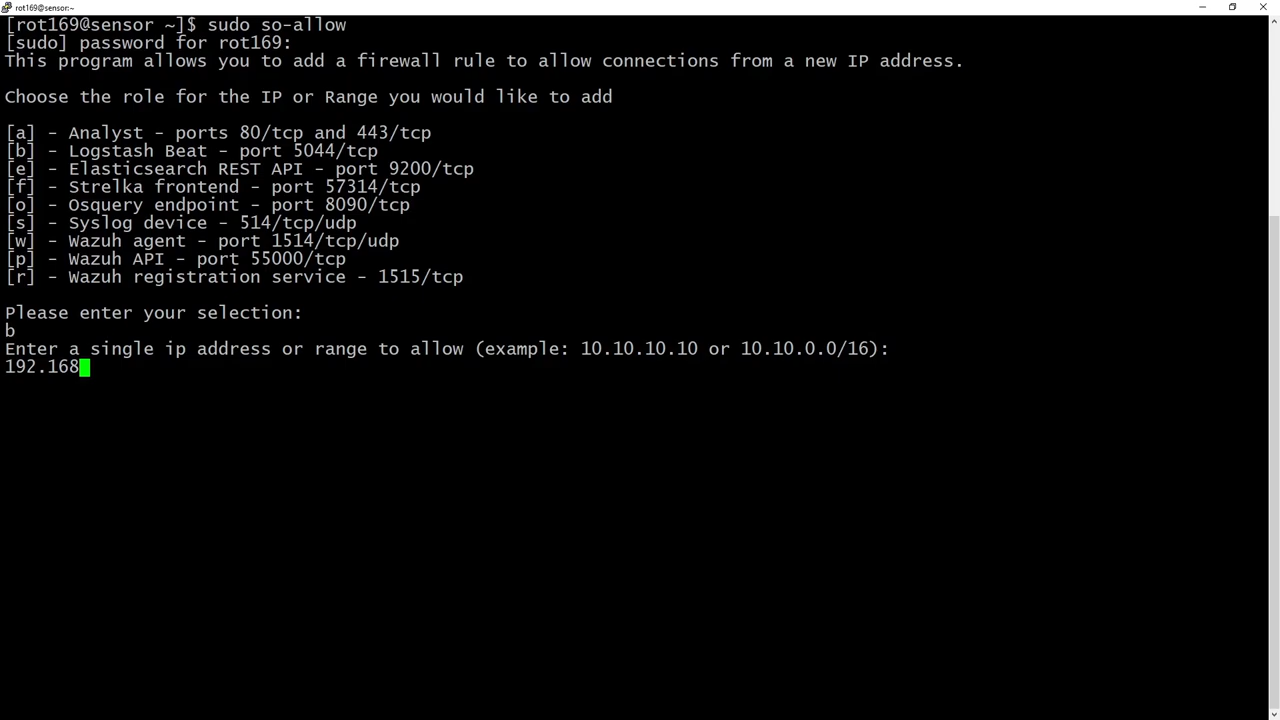 rot169@sensor:~
[rot169@sensor ~]$ sudo so-allow
[sudo] password for rot169:
This program allows you to add a firewall rule to allow connections from a new IP address.
Choose the role for the IP or Range you would like to add
[a] - Analyst - ports 80/tcp and 443/tcp
[b] - Logstash Beat - port 5044/tcp
[e] - Elasticsearch REST API - port 9200/tcp
[f] - Strelka frontend - port 57314/tcp
[o] - Osquery endpoint - port 8090/tcp
[s] - Syslog device - 514/tcp/udp
[w] - Wazuh agent - port 1514/tcp/udp
[p] - Wazuh API - port 55000/tcp
[r] - Wazuh registration service - 1515/tcp
Please enter your selection:
b
Enter a single ip address or range to allow (example: 10.10.10.10 or 10.10.0.0/16):
192.168